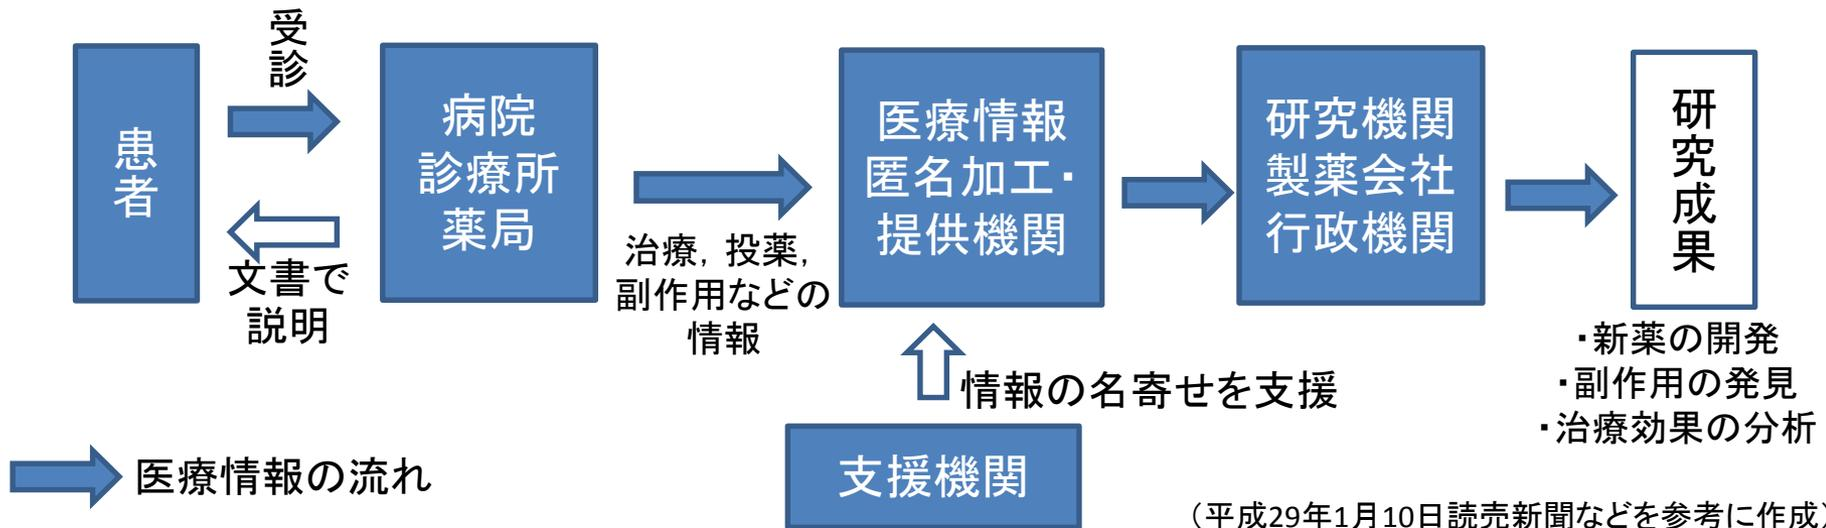 受診
患者
文書で
説明
病院
診療所
薬局
治療，投薬，
副作用などの
情報
医療情報
匿名加工・
提供機関
情報の名寄せを支援
支援機関
研究機関
製薬会社
行政機関
研究成果
・新薬の開発
・副作用の発見
・治療効果の分析
医療情報の流れ
（平成29年1月10日読売新聞などを参考に作成）